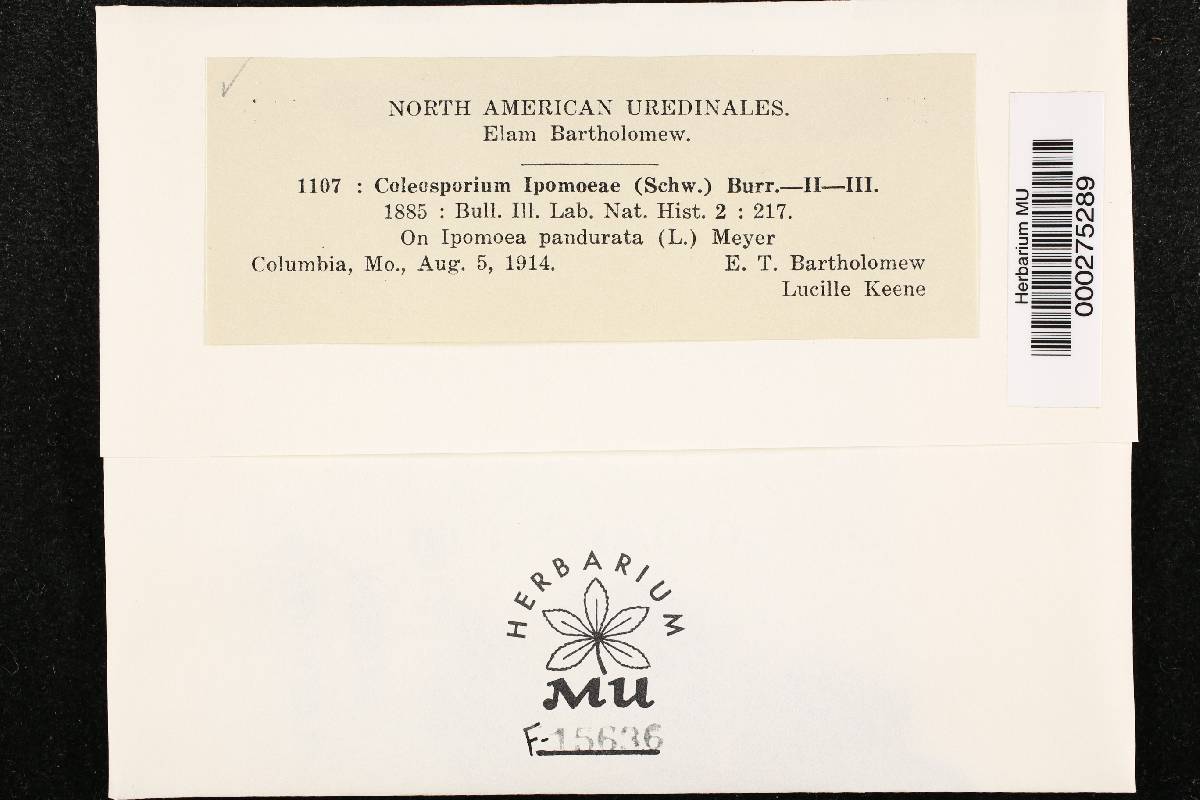 NORTH AMERICAN UREDINALES.
Elam Bartholomew.
1107 : Coleosporium Ipomoeae (Schw.) Burr.—II—III.
1885 : Bull. Ill. Lab. Nat. Hist. 2 : 217.
On Ipomoea pandurata (L.) Meyer
Columbia, Mo., Aug. 5, 1914. E. T. Bartholomew
Lucille Keene
Herbarium MU
000275289
HERBARIUM
MU
F-15636